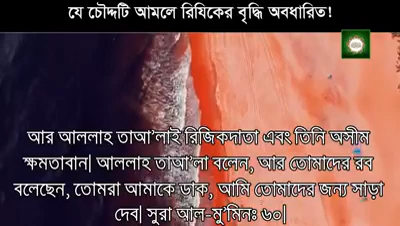 যে চৌদ্দটি আমলে রিযিকের বৃদ্ধি অবধারিত!
আর আললাহ তাআ’লাই রিজিকদাতা এবং তিনি অসীম
ক্ষমতাবান| আললাহ তাআ’লা বলেন, আর তোমাদের রব
বলেছেন, তোমরা আমাকে ডাক, আমি তোমাদের জন্য সাড়া
দেব| সুরা আল-মু’মিনঃ ৬০|